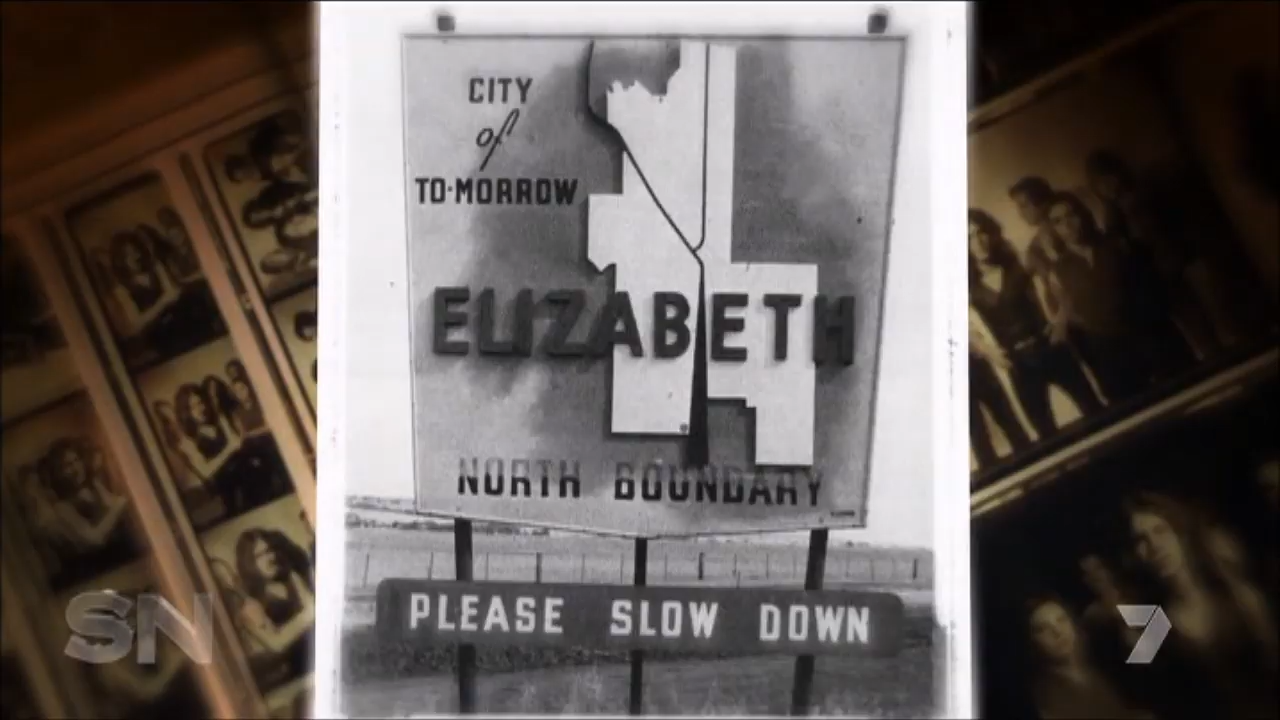 CITY
of
TO·MORROW
ELIZABETH
NORTH BOUNDARY
PLEASE SLOW DOWN
SN
7